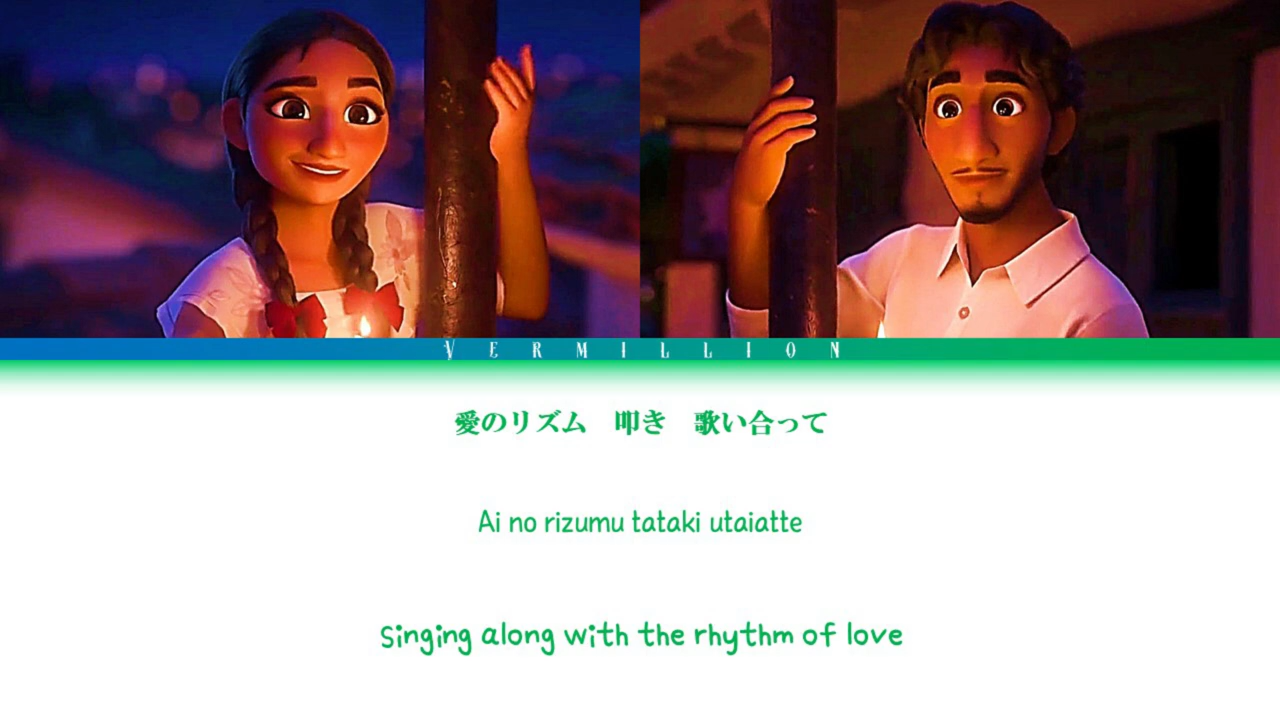 VERMILLION
愛のリズム　叩き　歌い合って
Ai no rizumu tataki utaiatte
Singing along with the rhythm of love